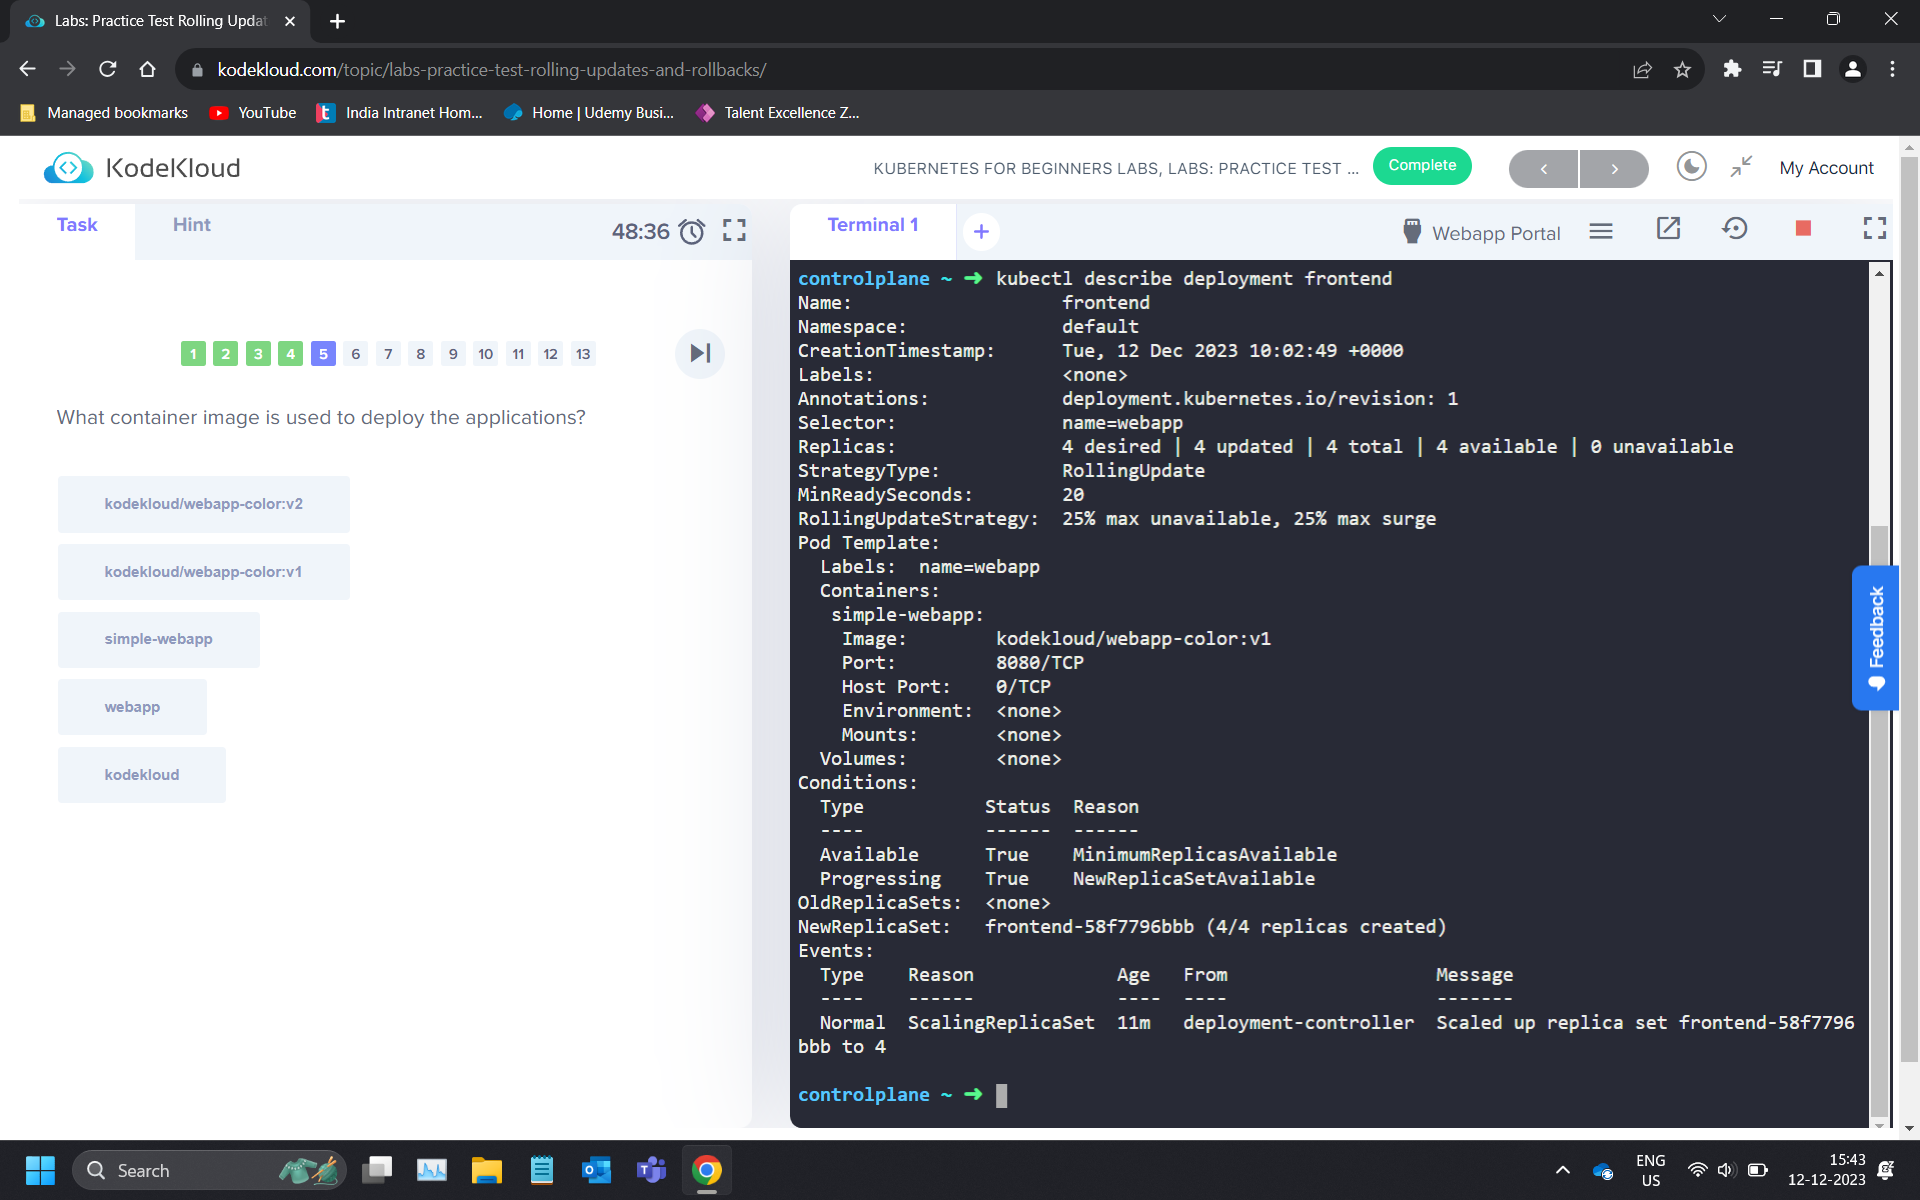 Labs: Practice Test Rolling Updat
kodekloud.com/topic/labs-practice-test-rolling-updates-and-rollbacks/
Managed bookmarks
YouTube
India Intranet Hom...
Home | Udemy Busi...
Talent Excellence Z...
KodeKloud
KUBERNETES FOR BEGINNERS LABS, LABS: PRACTICE TEST ...
Complete
My Account
Task
Hint
48:36
1 2 3 4 5 6 7 8 9 10 11 12 13
What container image is used to deploy the applications?
kodekloud/webapp-color:v2
kodekloud/webapp-color:v1
simple-webapp
webapp
kodekloud
Terminal 1
+
Webapp Portal
controlplane ~ ➜ kubectl describe deployment frontend
Name: frontend
Namespace: default
CreationTimestamp: Tue, 12 Dec 2023 10:02:49 +0000
Labels: <none>
Annotations: deployment.kubernetes.io/revision: 1
Selector: name=webapp
Replicas: 4 desired | 4 updated | 4 total | 4 available | 0 unavailable
StrategyType: RollingUpdate
MinReadySeconds: 20
RollingUpdateStrategy: 25% max unavailable, 25% max surge
Pod Template:
Labels: name=webapp
Containers:
simple-webapp:
Image: kodekloud/webapp-color:v1
Port: 8080/TCP
Host Port: 0/TCP
Environment: <none>
Mounts: <none>
Volumes: <none>
Conditions:
Type Status Reason
---- ------ ------
Available True MinimumReplicasAvailable
Progressing True NewReplicaSetAvailable
OldReplicaSets: <none>
NewReplicaSet: frontend-58f7796bbb (4/4 replicas created)
Events:
Type Reason Age From Message
---- ------ ---- ---- -------
Normal ScalingReplicaSet 11m deployment-controller Scaled up replica set frontend-58f7796
bbb to 4
controlplane ~ ➜
Feedback
Search
ENG
US
15:43
12-12-2023